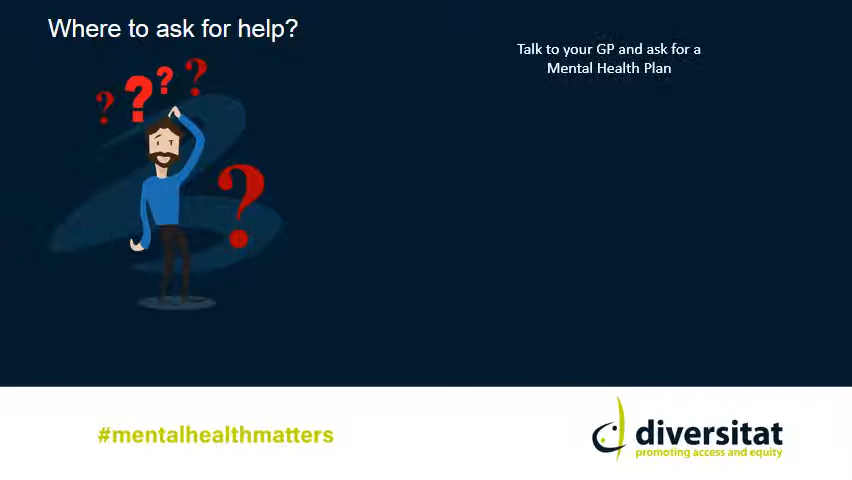 Where to ask for help?
Talk to your GP and ask for a
Mental Health Plan
? ? ? ?
?
#mentalhealthmatters
diversitat
promoting access and equity